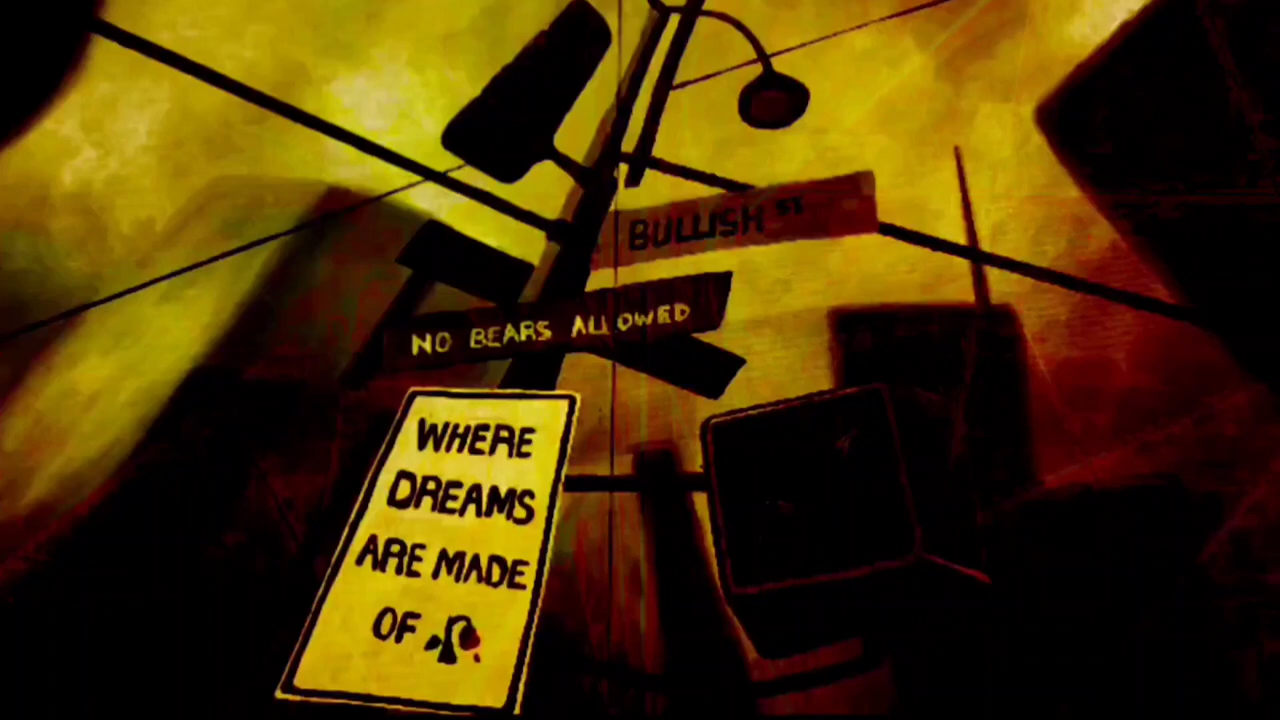 BULLISH ST
NO BEARS ALLOWED
WHERE
DREAMS
ARE MADE
OF